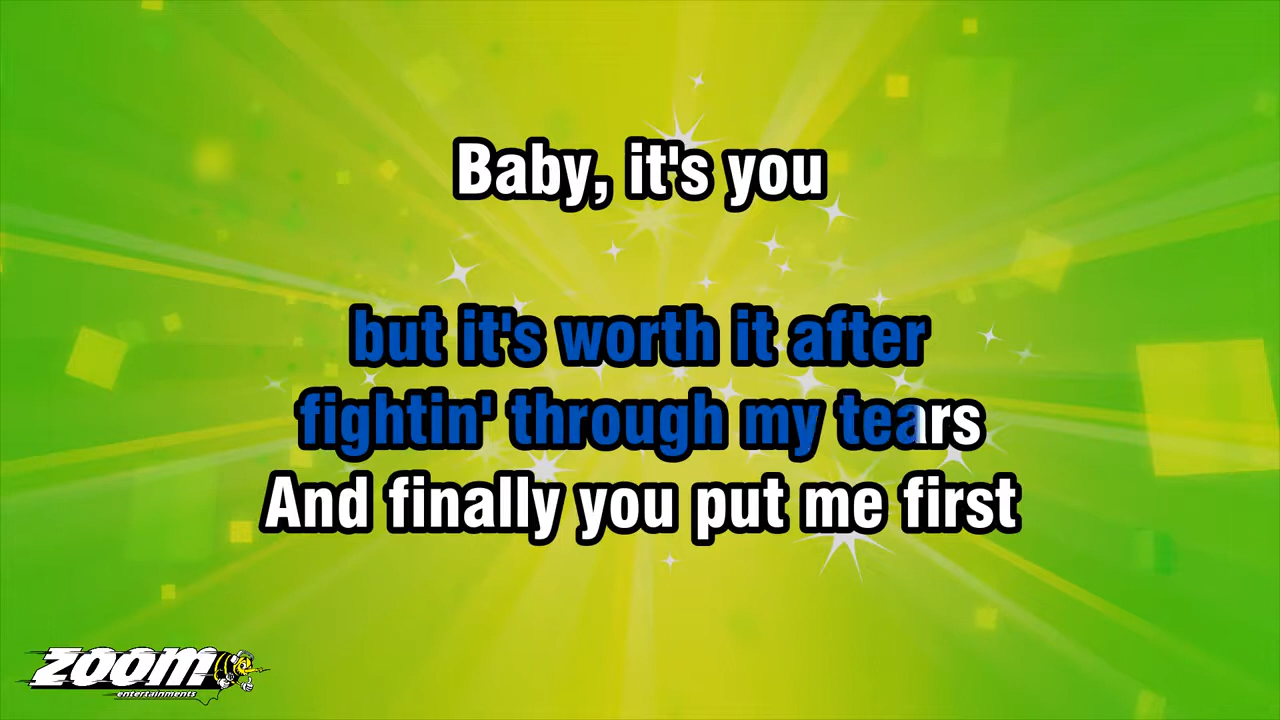 Baby, it's you
but it's worth it after
fightin' through my tears
And finally you put me first
ZOOM
entertainments